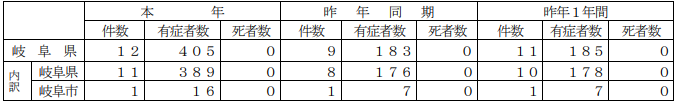 本　年　昨　年　同　期　昨年１年間
件数　有症者数　死者数　件数　有症者数　死者数　件数　有症者数　死者数
岐　阜　県　１２　４０５　０　９　１８３　０　１１　１８５　０
内訳　岐阜県　１１　３８９　０　８　１７６　０　１０　１７８　０
岐阜市　１　１６　０　１　７　０　１　７　０